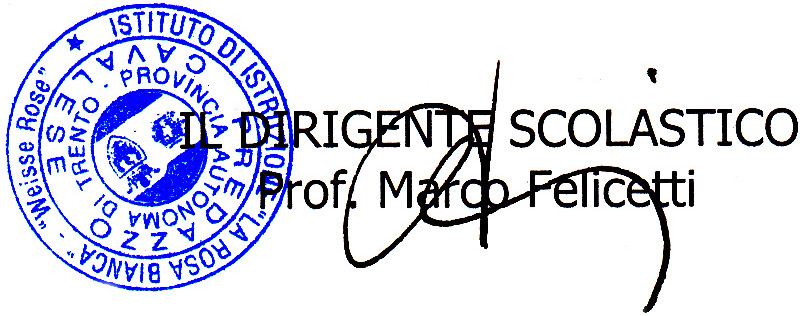 ISTITUTO DI ISTRUZIONE "LA ROSA BIANCA" - "Weisse Rose" ★
CAVALESE
PREDAZZO
PROVINCIA AUTONOMA DI TRENTO -
IL DIRIGENTE SCOLASTICO
Prof. Marco Felicetti